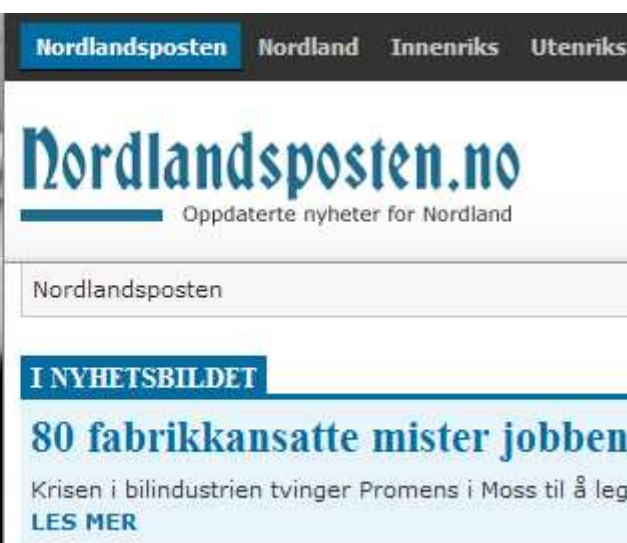 Nordlandsposten Nordland Innenriks Utenriks
Nordlandsposten.no
Oppdaterte nyheter for Nordland
Nordlandsposten
I NYHETSBILDET
80 fabrikkansatte mister jobben
Krisen i bilindustrien tvinger Promens i Moss til å leg
LES MER